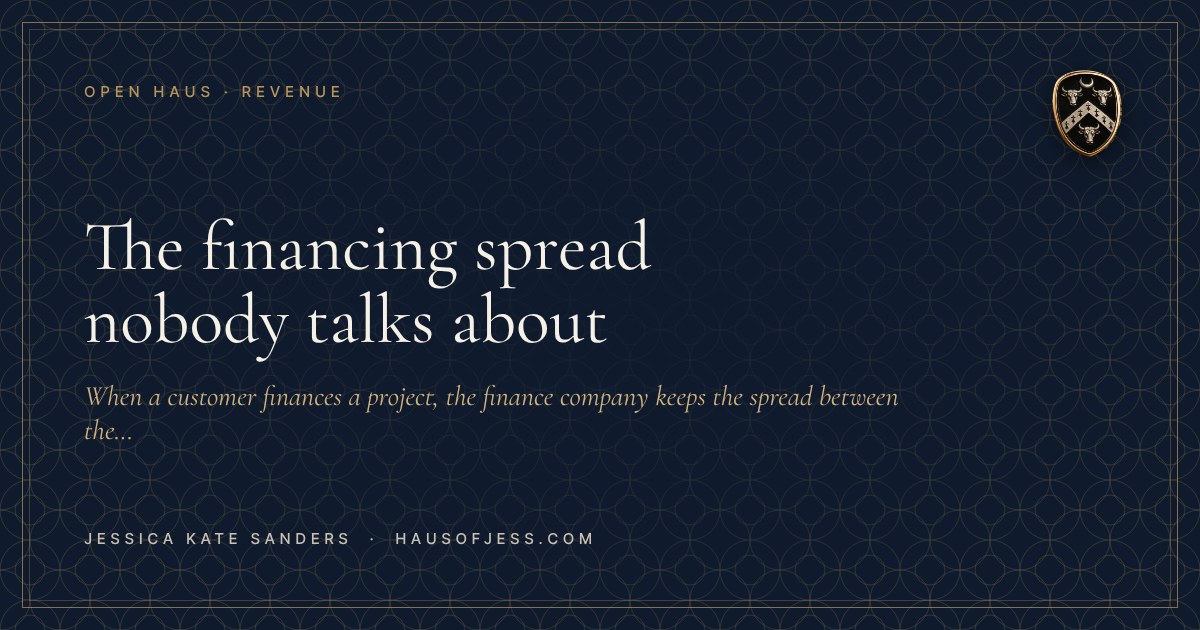 OPEN HAUS · REVENUE
The financing spread
nobody talks about
When a customer finances a project, the finance company keeps the spread between
the...
JESSICA KATE SANDERS · HAUSOFJESS.COM